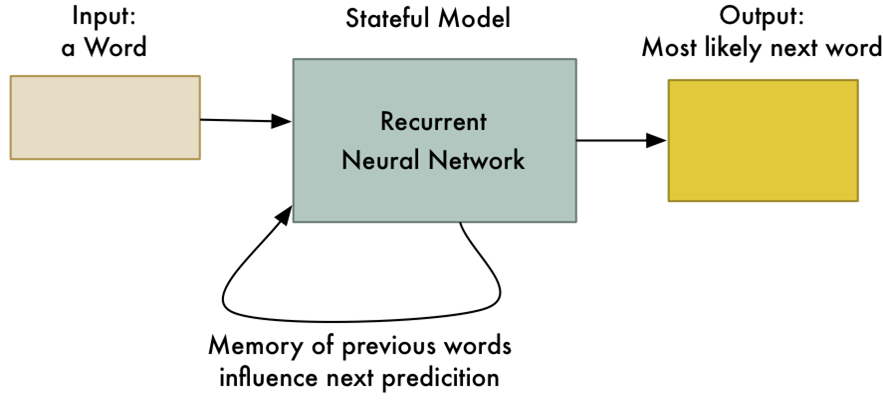 Input:
a Word
Stateful Model
Output:
Most likely next word
Recurrent
Neural Network
Memory of previous words
influence next predicition